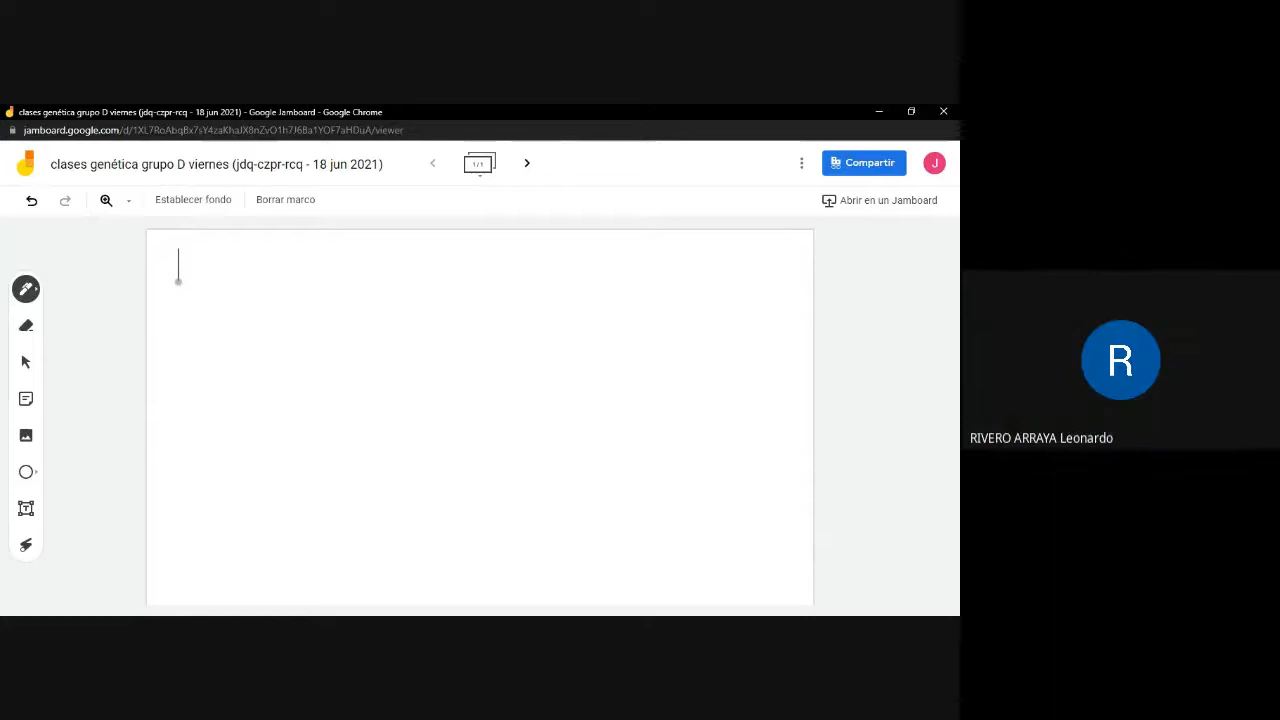 clases genética grupo D viernes (jdq-czpr-rcq - 18 jun 2021) - Google Jamboard - Google Chrome
jamboard.google.com/d/1XL7RoAbqBx7sY4zaKhaJX8nZvO1h7J6Ba1YOF7aHDuA/viewer
clases genética grupo D viernes (jdq-czpr-rcq - 18 jun 2021)
1/1
Compartir
J
Establecer fondo
Borrar marco
Abrir en un Jamboard
R
RIVERO ARRAYA Leonardo